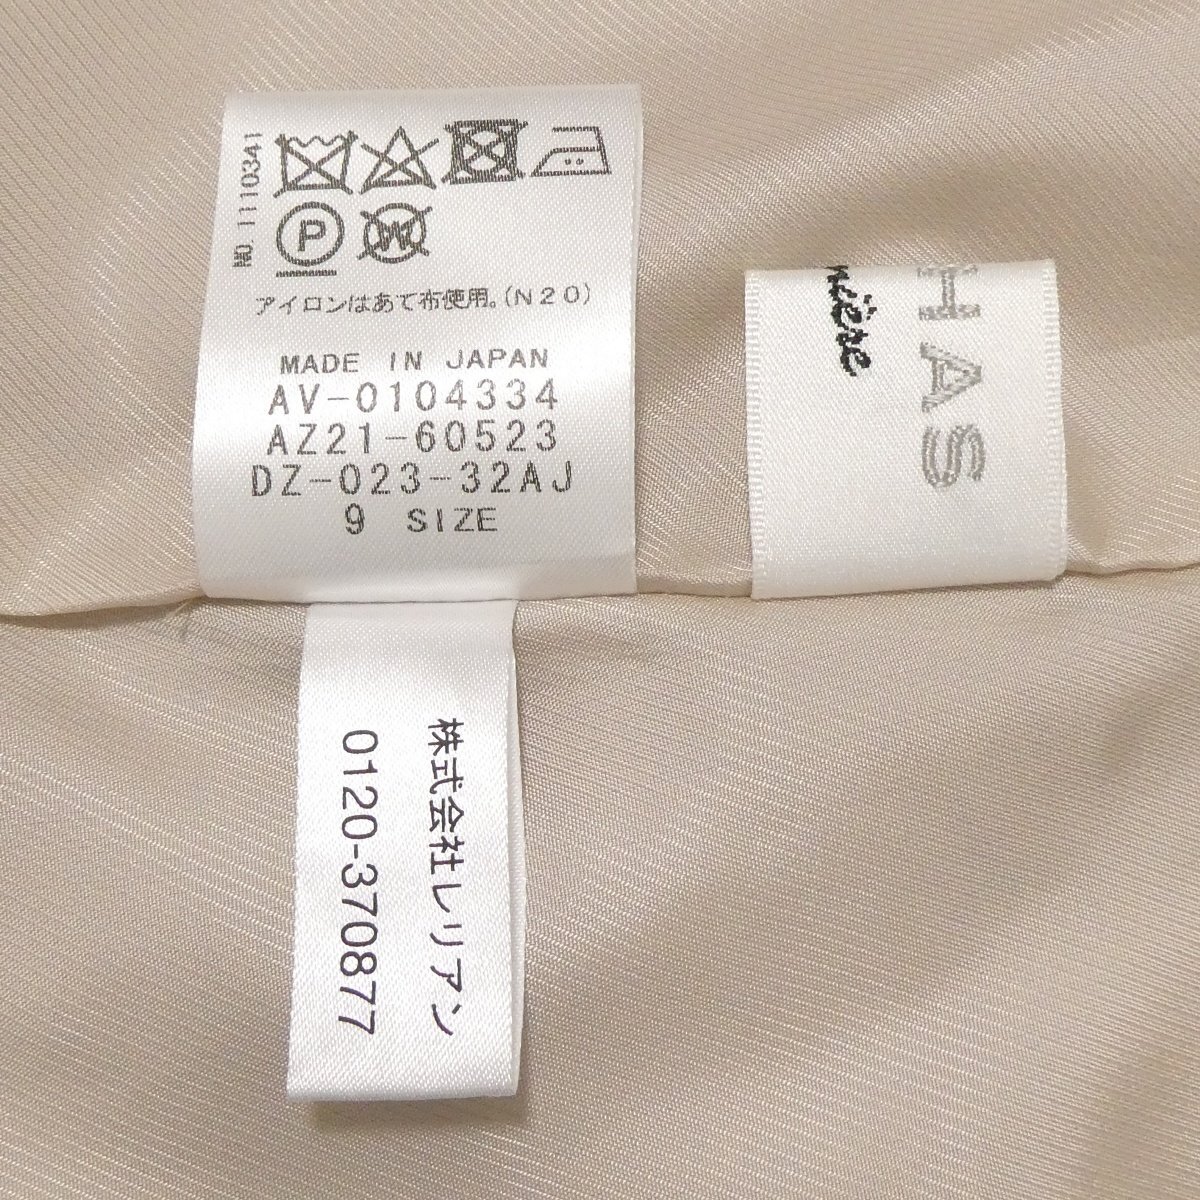 NO. 1110341
P
W
アイロンはあて布使用。(N20)
MADE IN JAPAN
AV-0104334
AZ21-60523
DZ-023-32AJ
9 SIZE
HAS
mière
株式会社レリアン
0120-370877